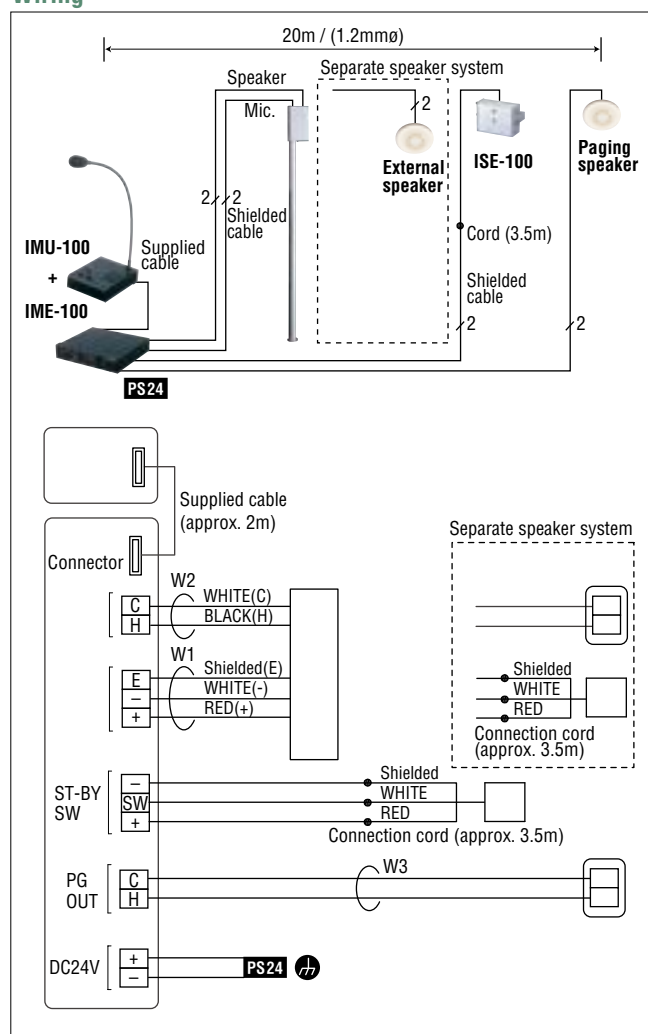 Wiring
20m / (1.2mmø)
Separate speaker system
Speaker
Mic.
2
External
speaker
ISE-100
Paging
speaker
2
2
Shielded
cable
IMU-100
+
IME-100
Supplied
cable
Cord (3.5m)
Shielded
cable
2
2
PS24
Supplied cable
(approx. 2m)
Connector
Separate speaker system
W2
C
WHITE(C)
H
BLACK(H)
W1
E
Shielded(E)
–
WHITE(-)
+
RED(+)
Shielded
WHITE
RED
Connection cord
(approx. 3.5m)
ST-BY
SW
–
SW
+
Shielded
WHITE
RED
Connection cord (approx. 3.5m)
PG
OUT
C
H
W3
DC24V
+
–
PS24